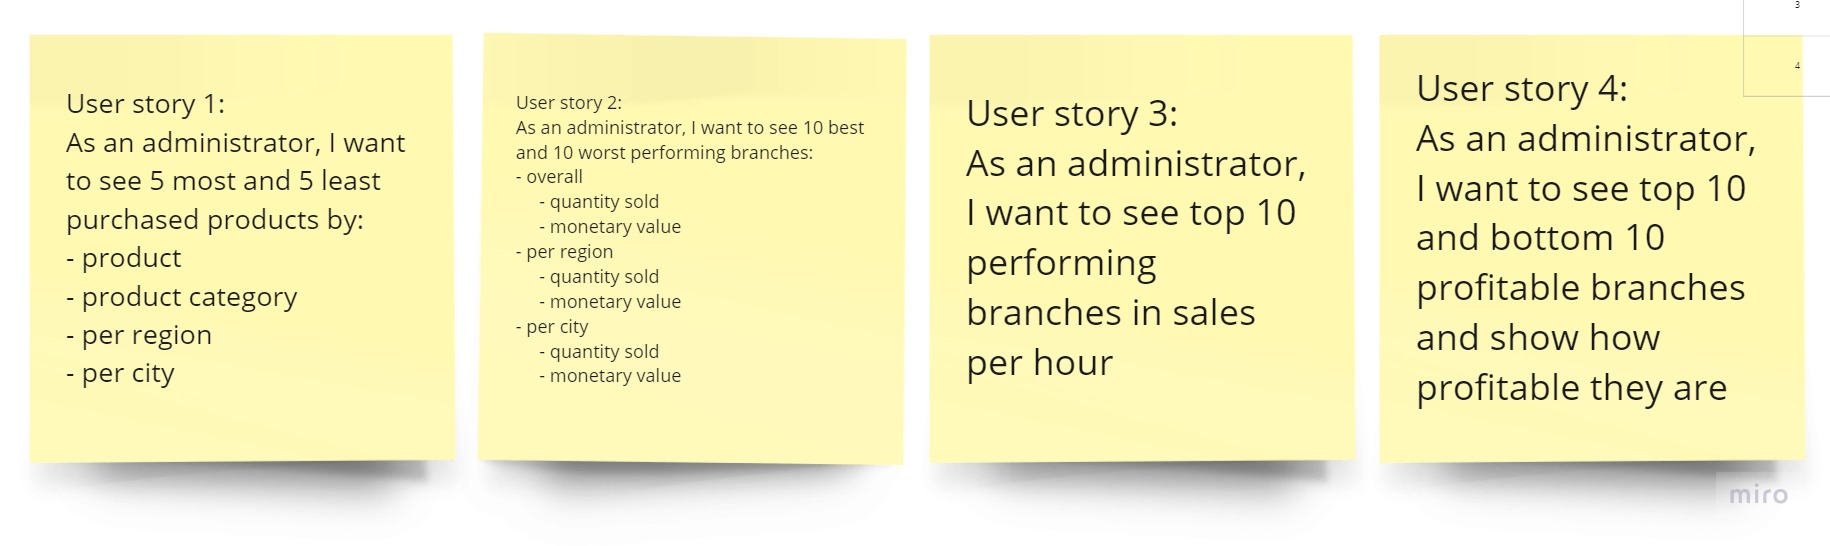 User story 1:
As an administrator, I want
to see 5 most and 5 least
purchased products by:
- product
- product category
- per region
- per city
User story 2:
As an administrator, I want to see 10 best
and 10 worst performing branches:
- overall
- quantity sold
- monetary value
- per region
- quantity sold
- monetary value
- per city
- quantity sold
- monetary value
User story 3:
As an administrator,
I want to see top 10
performing
branches in sales
per hour
User story 4:
As an administrator,
I want to see top 10
and bottom 10
profitable branches
and show how
profitable they are
3
4
miro